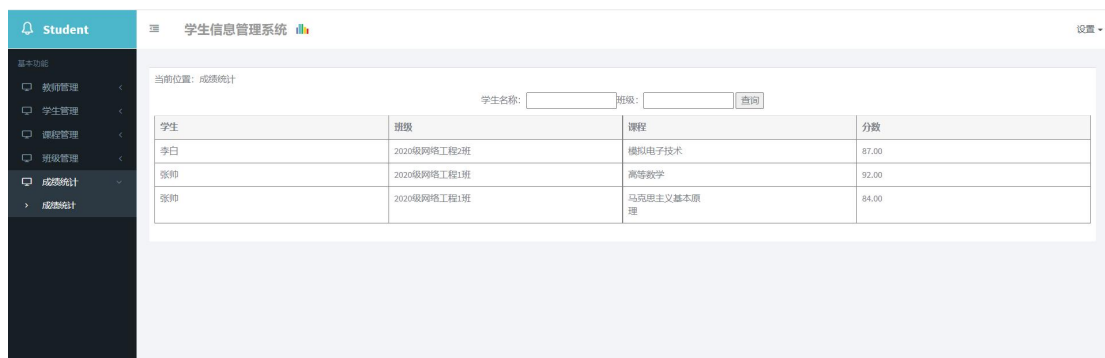 Student
学生信息管理系统
设置
基本功能
教师管理
学生管理
课程管理
班级管理
成绩统计
成绩统计
当前位置：成绩统计
学生名称： 班级： 查询
学生 班级 课程 分数
李白 2020级网络工程2班 模拟电子技术 87.00
张帅 2020级网络工程1班 高等数学 92.00
张帅 2020级网络工程1班 马克思主义基本原 84.00
理